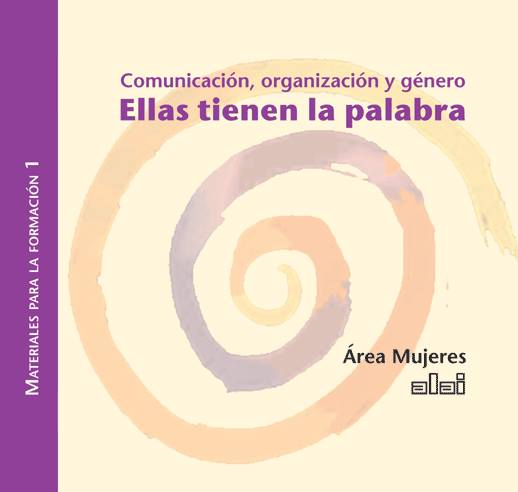 Comunicación, organización y género
Ellas tienen la palabra
MATERIALES PARA LA FORMACIÓN 1
Área Mujeres
alai